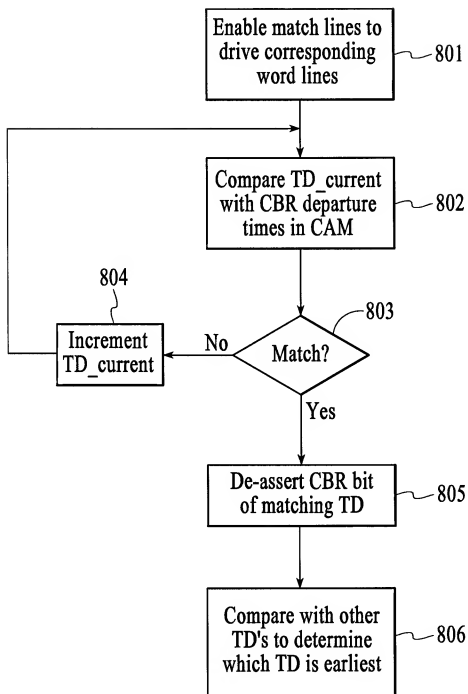 Enable match lines to
drive corresponding
word lines
801
Compare TD_current
with CBR departure
times in CAM
802
804
Increment
TD_current
No
803
Match?
Yes
De-assert CBR bit
of matching TD
805
Compare with other
TD's to determine
which TD is earliest
806